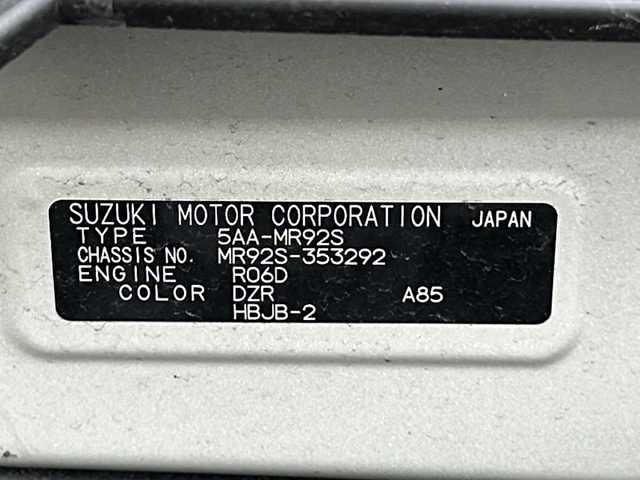 SUZUKI MOTOR CORPORATION JAPAN
TYPE 5AA-MR92S
CHASSIS NO. MR92S-353292
ENGINE R06D
COLOR DZR A85
HBJB-2